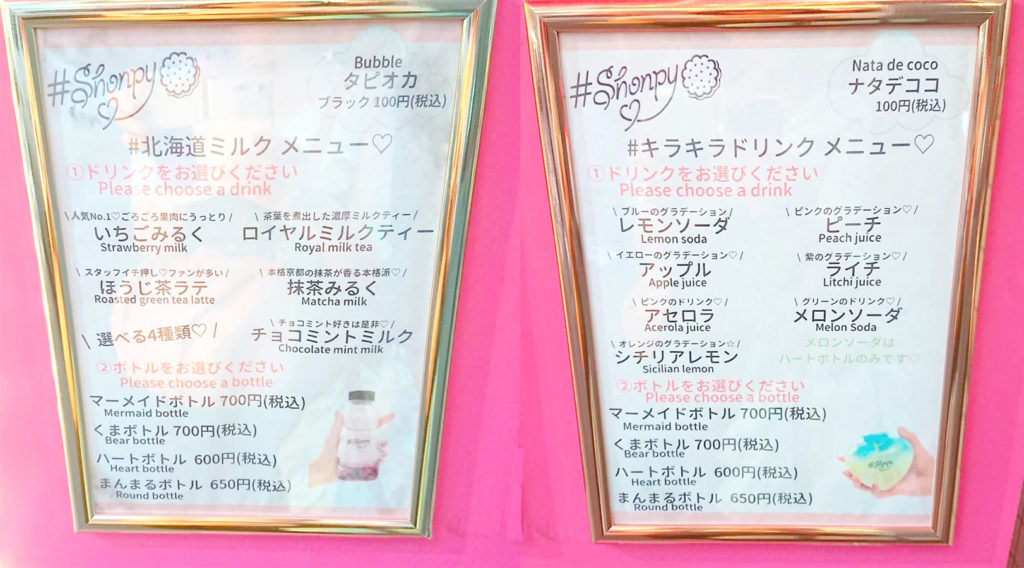 #Shonpy
Bubble
タピオカ
ブラック 100円(税込)
#北海道ミルク メニュー♡
①ドリンクをお選びください
Please choose a drink
\ 人気No.1♡ごろごろ果肉にうっとり /
いちごみるく
Strawberry milk
\ 茶葉を煮出した濃厚ミルクティー /
ロイヤルミルクティー
Royal milk tea
\ スタッフイチ押し♡ファンが多い /
ほうじ茶ラテ
Roasted green tea latte
\ 本格京都の抹茶が香る本格派♡ /
抹茶みるく
Matcha milk
\ 選べる4種類♡ /
\ チョコミント好きは是非♡ /
チョコミントミルク
Chocolate mint milk
②ボトルをお選びください
Please choose a bottle
マーメイドボトル 700円(税込)
Mermaid bottle
くまボトル 700円(税込)
Bear bottle
ハートボトル 600円(税込)
Heart bottle
まんまるボトル 650円(税込)
Round bottle
#Shonpy
#Shonpy
Nata de coco
ナタデココ
100円(税込)
#キラキラドリンク メニュー♡
①ドリンクをお選びください
Please choose a drink
\ ブルーのグラデーション /
レモンソーダ
Lemon soda
\ ピンクのグラデーション♡ /
ピーチ
Peach juice
\ イエローのグラデーション♡ /
アップル
Apple juice
\ 紫のグラデーション♡ /
ライチ
Litchi juice
\ ピンクのドリンク♡ /
アセロラ
Acerola juice
\ グリーンのドリンク♡ /
メロンソーダ
Melon Soda
\ オレンジのグラデーション☆ /
シチリアレモン
Sicilian lemon
メロンソーダは
ハートボトルのみです♡
②ボトルをお選びください
Please choose a bottle
マーメイドボトル 700円(税込)
Mermaid bottle
くまボトル 700円(税込)
Bear bottle
ハートボトル 600円(税込)
Heart bottle
まんまるボトル 650円(税込)
Round bottle
#Shonpy